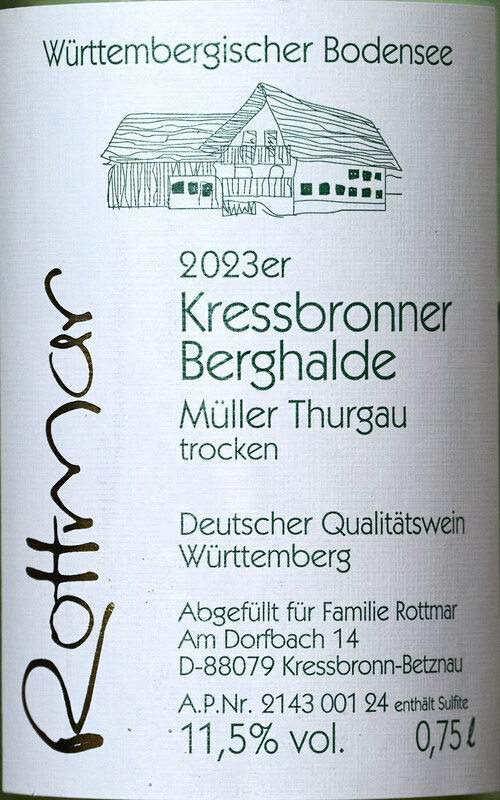 Württembergischer Bodensee
2023er
Kressbronner
Berghalde
Müller Thurgau
trocken
Rottmar
Deutscher Qualitätswein
Württemberg
Abgefüllt für Familie Rottmar
Am Dorfbach 14
D-88079 Kressbronn-Betznau
A.P.Nr. 2143 001 24 enthält Sulfite
11,5% vol. 0,75 ℓ